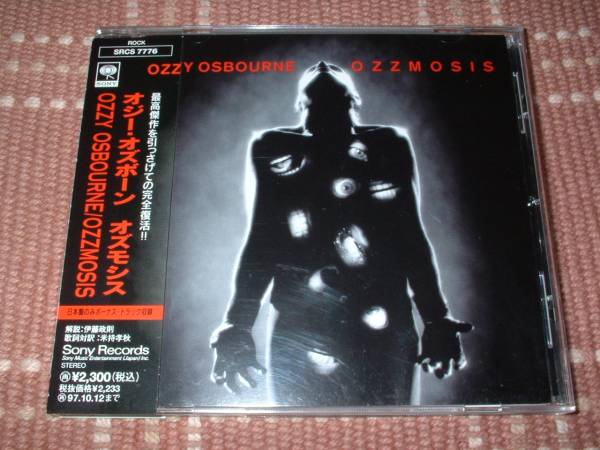 ROCK
SRCS 7776
SONY
OZZY OSBOURNE OZZMOSIS
最高傑作を引っさげての完全復活!!
オジー・オズボーン オズモシス
OZZY OSBOURNE/OZZMOSIS
日本盤のみボーナス・トラック収録
解説:伊藤政則
歌詞対訳:米持孝秋
Sony Records
Sony Music Entertainment (Japan) Inc.
STEREO
再¥2,300(税込)
税抜価格¥2,233
再97.10.12まで